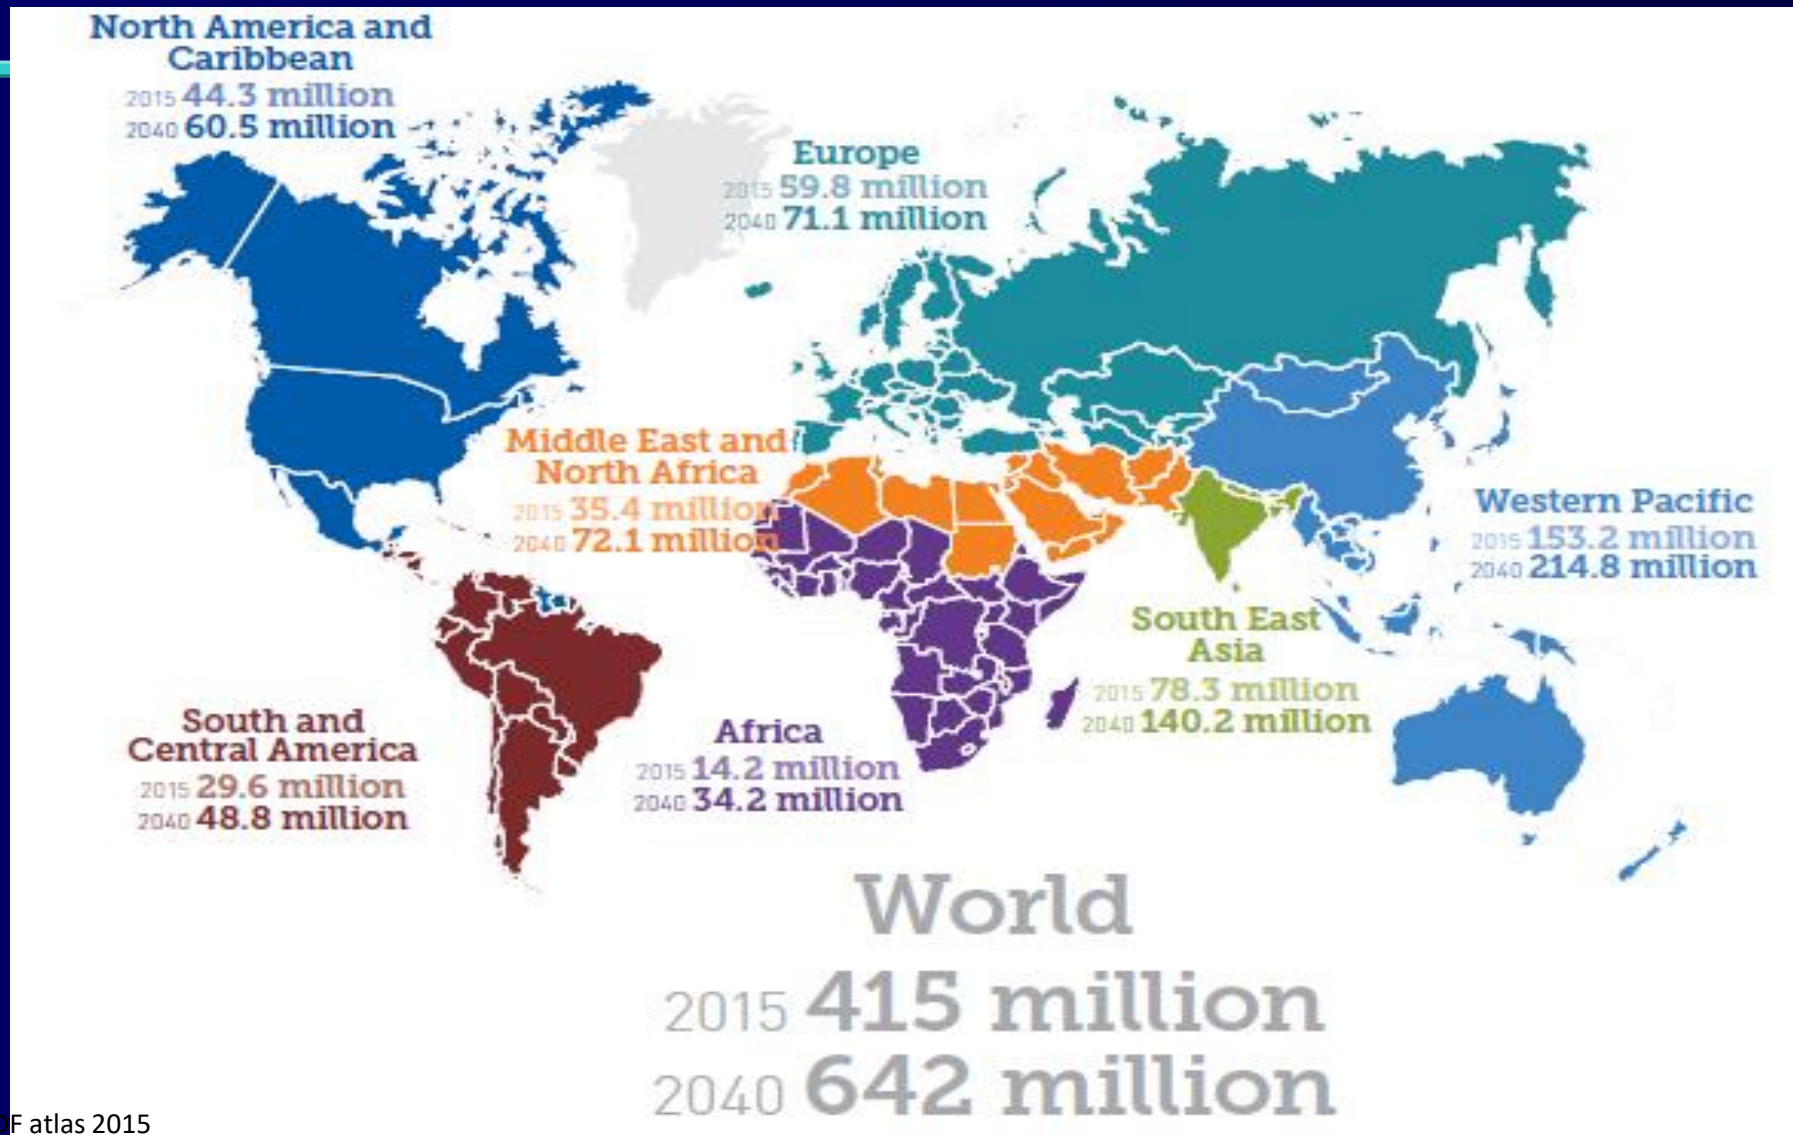 North America and
Caribbean
2015 44.3 million
2040 60.5 million
Europe
2015 59.8 million
2040 71.1 million
Middle East and
North Africa
2015 35.4 million
2040 72.1 million
Western Pacific
2015 153.2 million
2040 214.8 million
South East
Asia
2015 78.3 million
2040 140.2 million
South and
Central America
2015 29.6 million
2040 48.8 million
Africa
2015 14.2 million
2040 34.2 million
World
2015 415 million
2040 642 million
atlas 2015